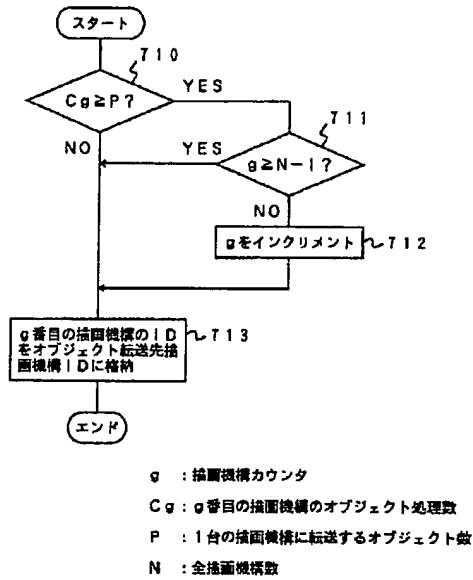 スタート
710
Cg≧P?
YES
NO
711
YES
g≧N-1?
NO
gをインクリメント
712
g番目の描画機構のID
をオブジェクト転送先描
画機構IDに格納
713
エンド
g :描画機構カウンタ
Cg:g番目の描画機構のオブジェクト処理数
P :1台の描画機構に転送するオブジェクト数
N :全描画機構数